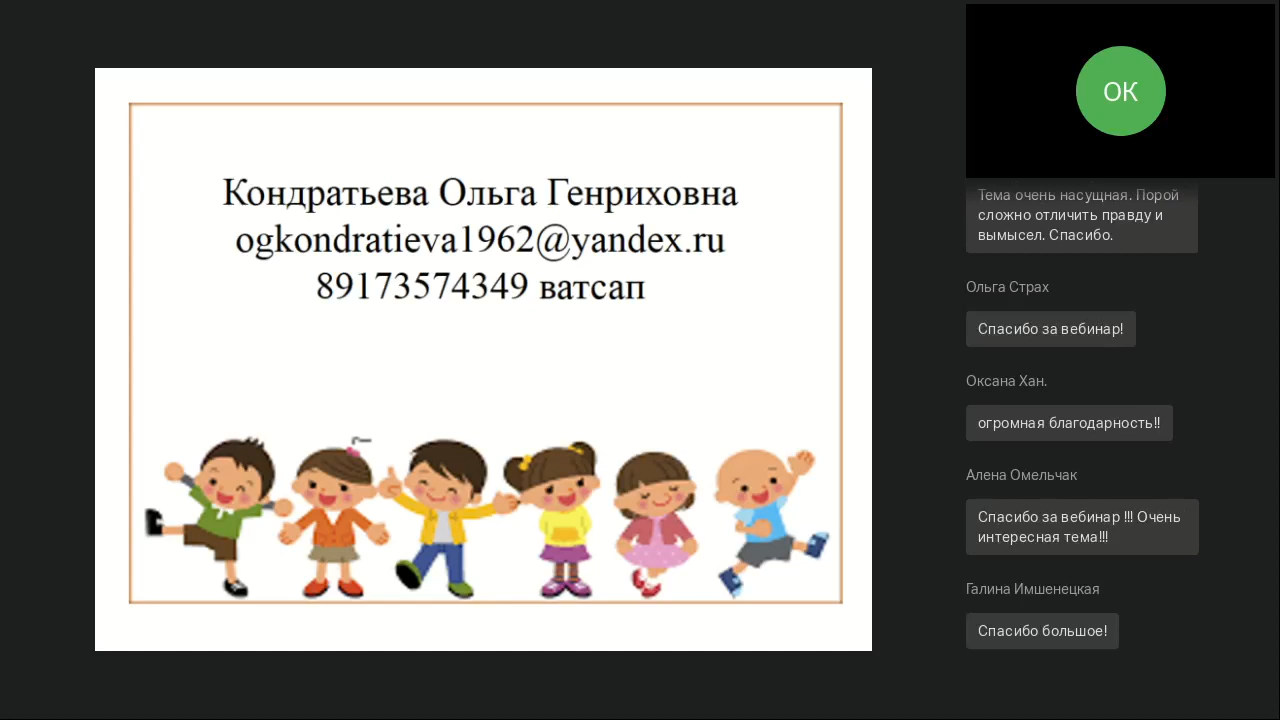 Кондратьева Ольга Генриховна
ogkondratieva1962@yandex.ru
89173574349 ватсап
ОК
Тема очень насущная. Порой
сложно отличить правду и
вымысел. Спасибо.
Ольга Страх
Спасибо за вебинар!
Оксана Хан.
огромная благодарность!!
Алена Омельчак
Спасибо за вебинар !!! Очень
интересная тема!!!
Галина Имшенецкая
Спасибо большое!